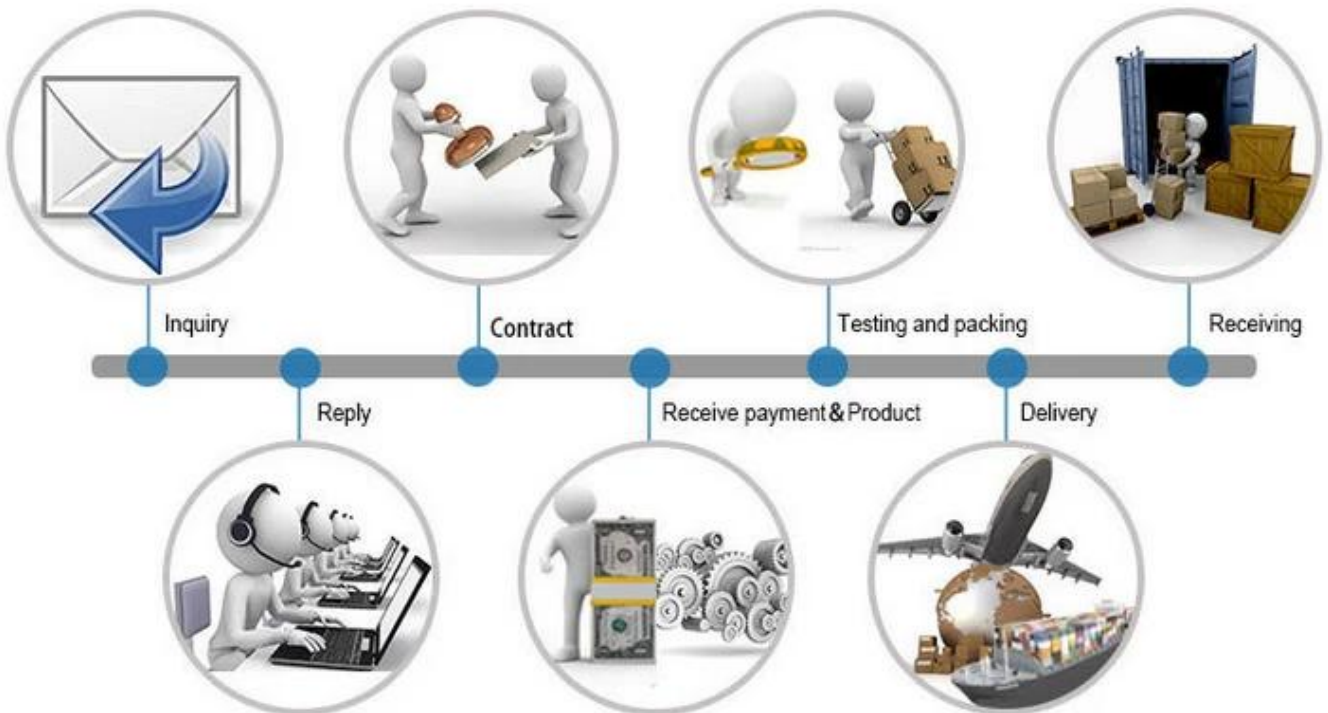 Inquiry
Contract
Testing and packing
Receiving
Reply
Receive payment&Product
Delivery